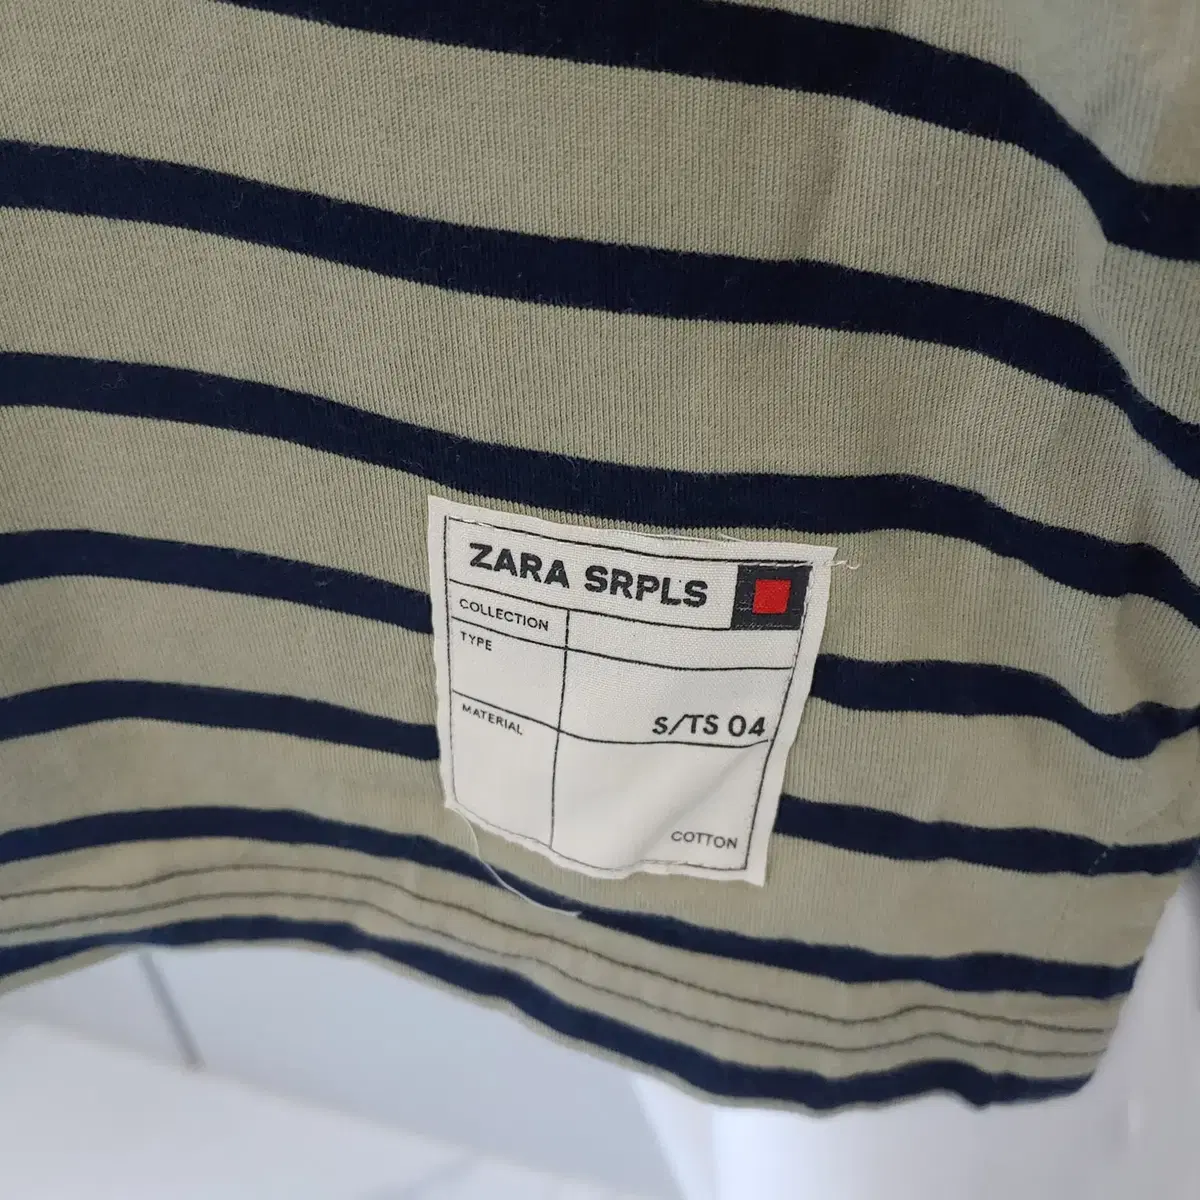 ZARA SRPLS
COLLECTION
TYPE
S/TS 04
MATERIAL
COTTON